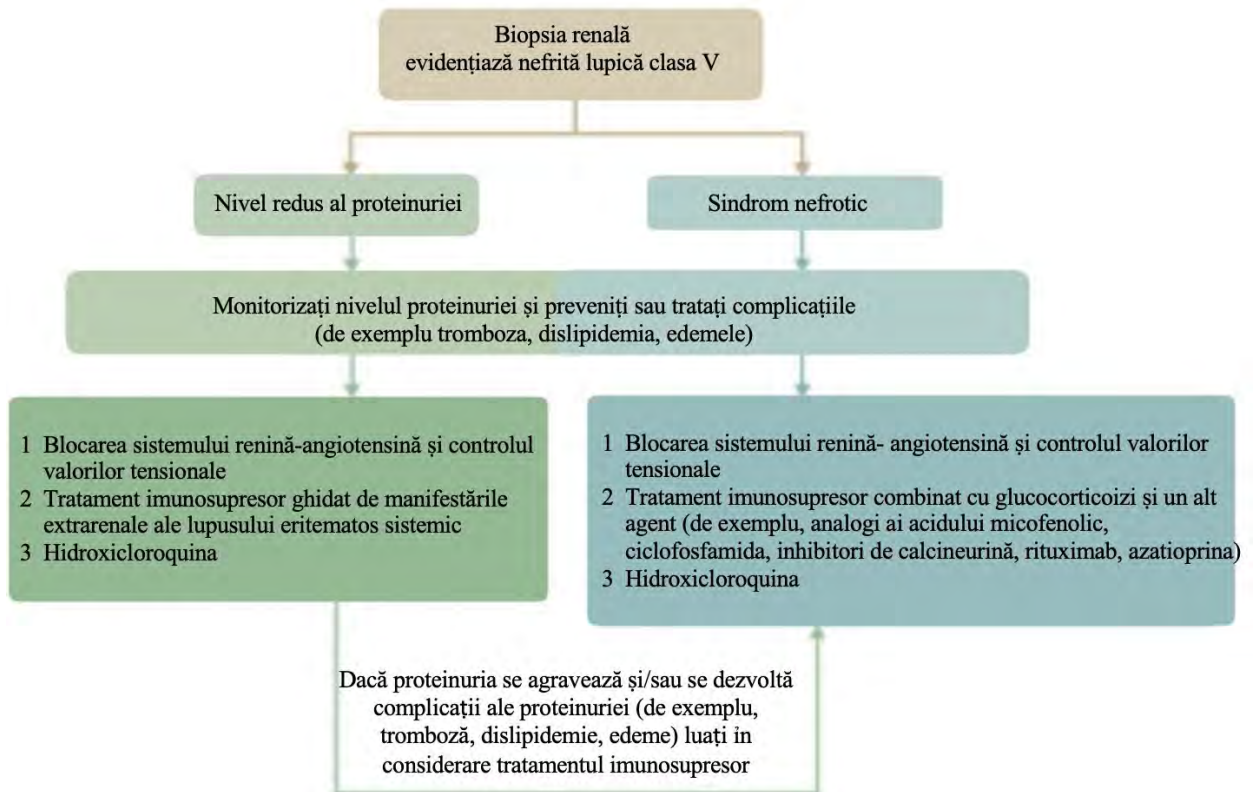 Biopsia renală
evidențiază nefrită lupică clasa V
Nivel redus al proteinuriei
Sindrom nefrotic
Monitorizați nivelul proteinuriei și preveniți sau tratați complicațiile
(de exemplu tromboza, dislipidemia, edemele)
1 Blocarea sistemului renină-angiotensină și controlul
valorilor tensionale
2 Tratament imunosupresor ghidat de manifestările
extrarenale ale lupusului eritematos sistemic
3 Hidroxicloroquina
1 Blocarea sistemului renină- angiotensină și controlul valorilor
tensionale
2 Tratament imunosupresor combinat cu glucocorticoizi și un alt
agent (de exemplu, analogi ai acidului micofenolic,
ciclofosfamida, inhibitori de calcineurină, rituximab, azatioprina)
3 Hidroxicloroquina
Dacă proteinuria se agravează și/sau se dezvoltă
complicații ale proteinuriei (de exemplu,
tromboză, dislipidemie, edeme) luați in
considerare tratamentul imunosupresor